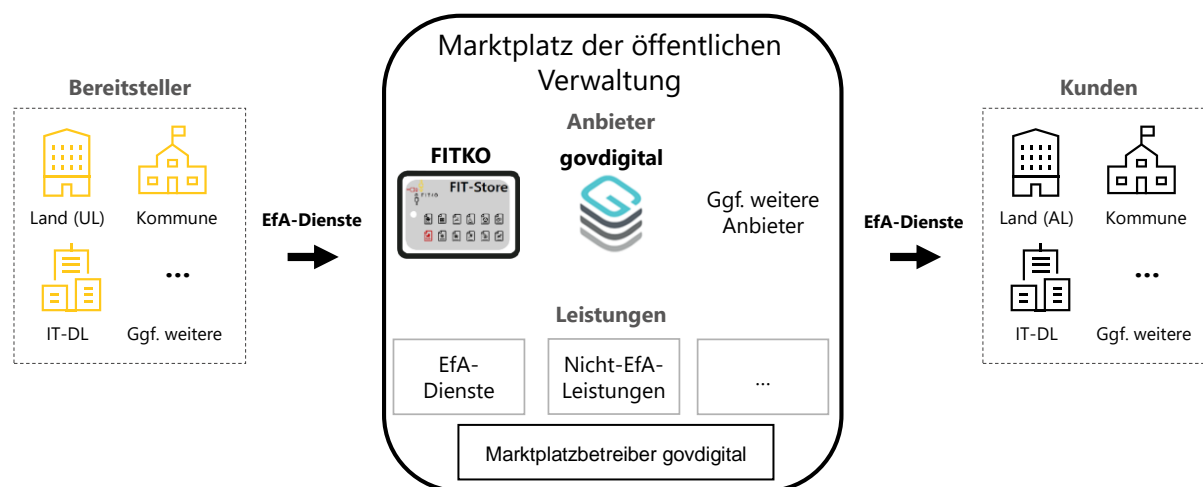 Marktplatz der öffentlichen
Verwaltung
Bereitsteller
Land (UL)
Kommune
IT-DL
...
Ggf. weitere
EfA-Dienste
Anbieter
FITKO
FIT-Store
FITKO
govdigital
Ggf. weitere
Anbieter
Leistungen
EfA-
Dienste
Nicht-EfA-
Leistungen
...
Marktplatzbetreiber govdigital
EfA-Dienste
Kunden
Land (AL)
Kommune
IT-DL
...
Ggf. weitere